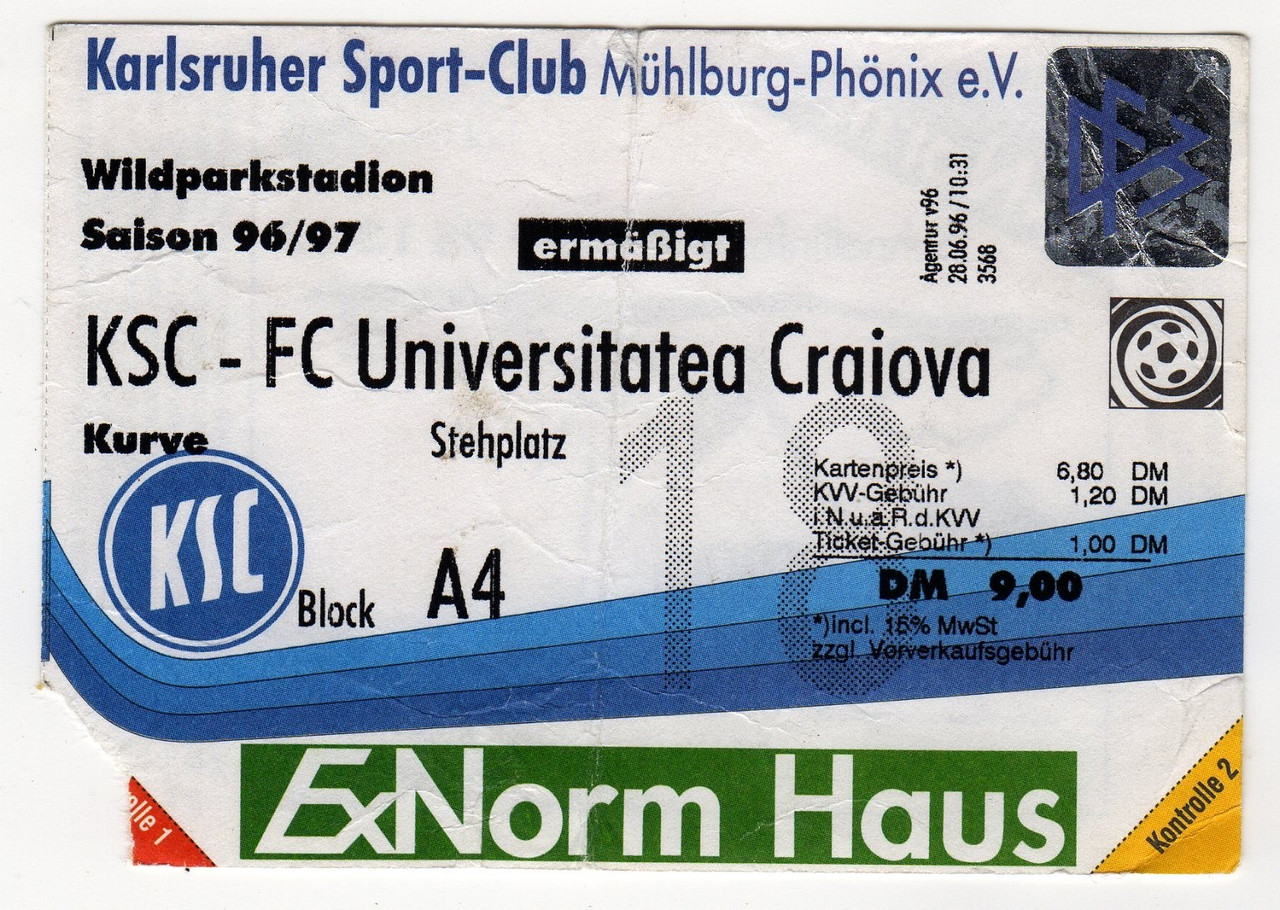 Karlsruher Sport-Club Mühlburg-Phönix e.V.
Wildparkstadion
Saison 96/97
ermäßigt
Agentur v96
28.06.96 / 10:31
3568
DFB
KSC - FC Universitatea Craiova
Kurve
Stehplatz
18
Kartenpreis *) 6,80 DM
KVV-Gebühr 1,20 DM
i.N.u.a.R.d.KVV
Ticket-Gebühr *) 1,00 DM
DM 9,00
*)incl. 15% MwSt
zzgl. Vorverkaufsgebühr
KSC
Block A4
ExNorm Haus
olle 1
Kontrolle 2